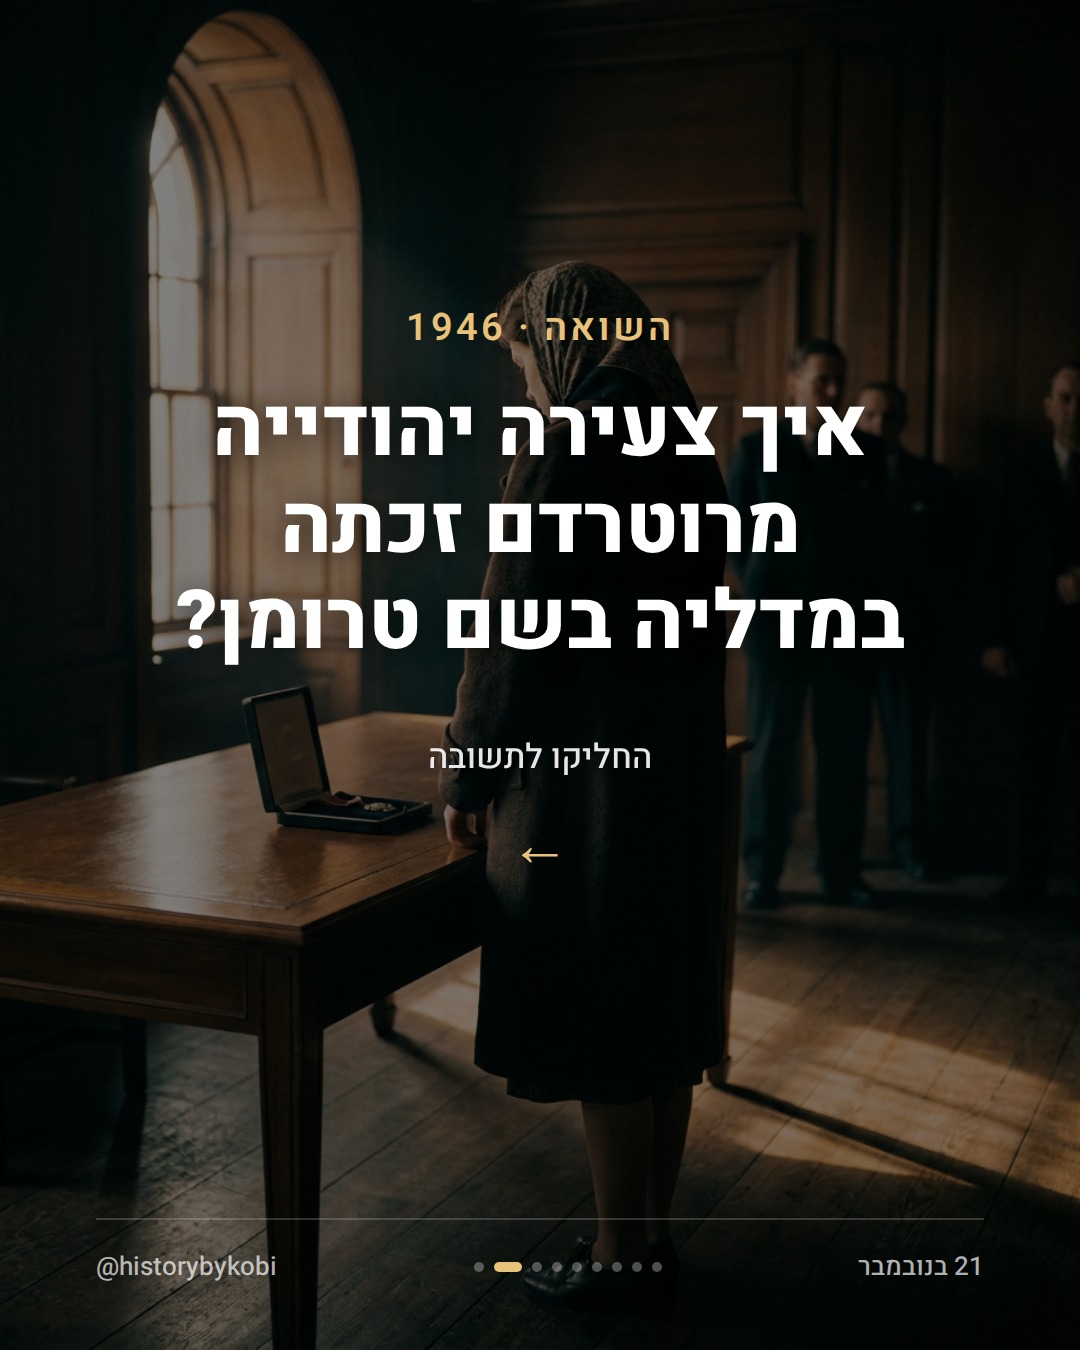 השואה · 1946
איך צעירה יהודייה
מרוטרדם זכתה
במדליה בשם טרומן?
החליקו לתשובה
←
21 בנובמבר
@historybykobi